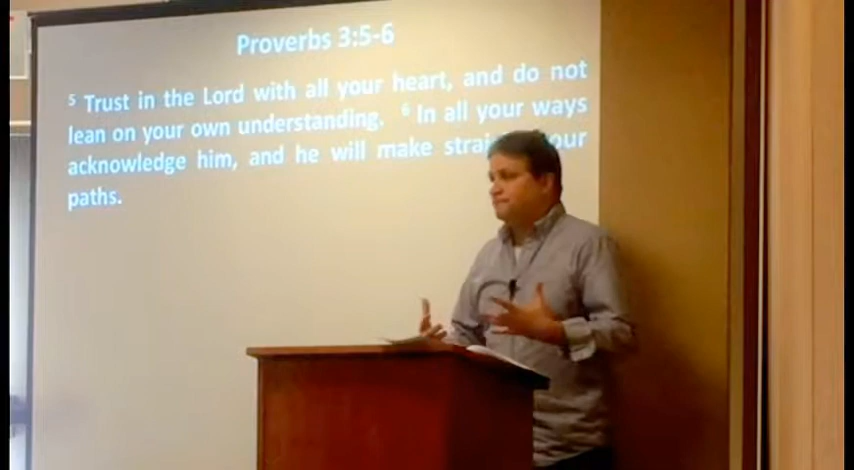 Proverbs 3:5-6
⁵ Trust in the Lord with all your heart, and do not
lean on your own understanding. ⁶ In all your ways
acknowledge him, and he will make
paths.